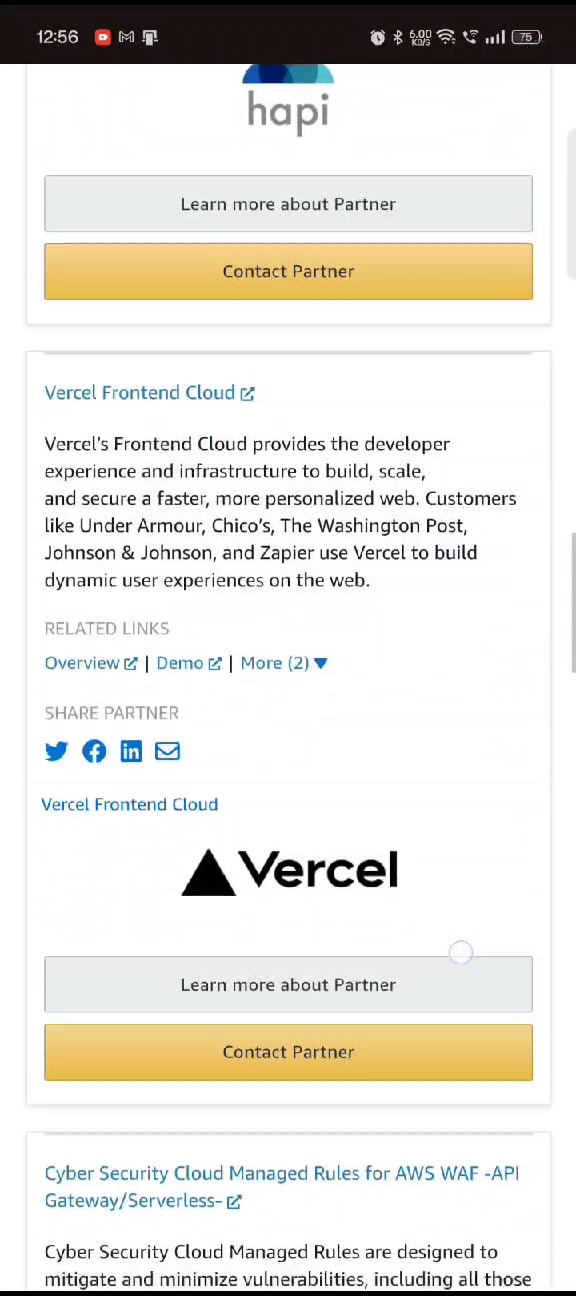 12:56
6.00
KB/S
75
hapi
Learn more about Partner
Contact Partner
Vercel Frontend Cloud
Vercel's Frontend Cloud provides the developer
experience and infrastructure to build, scale,
and secure a faster, more personalized web. Customers
like Under Armour, Chico's, The Washington Post,
Johnson & Johnson, and Zapier use Vercel to build
dynamic user experiences on the web.
RELATED LINKS
Overview | Demo | More (2) ▼
SHARE PARTNER
Vercel Frontend Cloud
Vercel
Learn more about Partner
Contact Partner
Cyber Security Cloud Managed Rules for AWS WAF -API
Gateway/Serverless-
Cyber Security Cloud Managed Rules are designed to
mitigate and minimize vulnerabilities, including all those